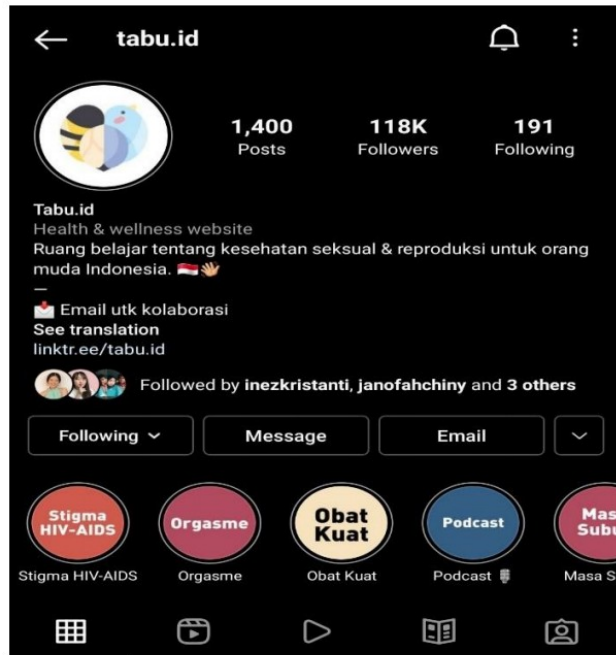 tabu.id
1,400 118K 191
Posts Followers Following
Tabu.id
Health & wellness website
Ruang belajar tentang kesehatan seksual & reproduksi untuk orang
muda Indonesia. 🇮🇩👋🏼
—
📩 Email utk kolaborasi
See translation
linktr.ee/tabu.id
Followed by inezkristanti, janofahchiny and 3 others
Following Message Email
Stigma
HIV-AIDS
Orgasme
Obat
Kuat
Podcast
Mas
Subu
Stigma HIV-AIDS Orgasme Obat Kuat Podcast 🎙 Masa S